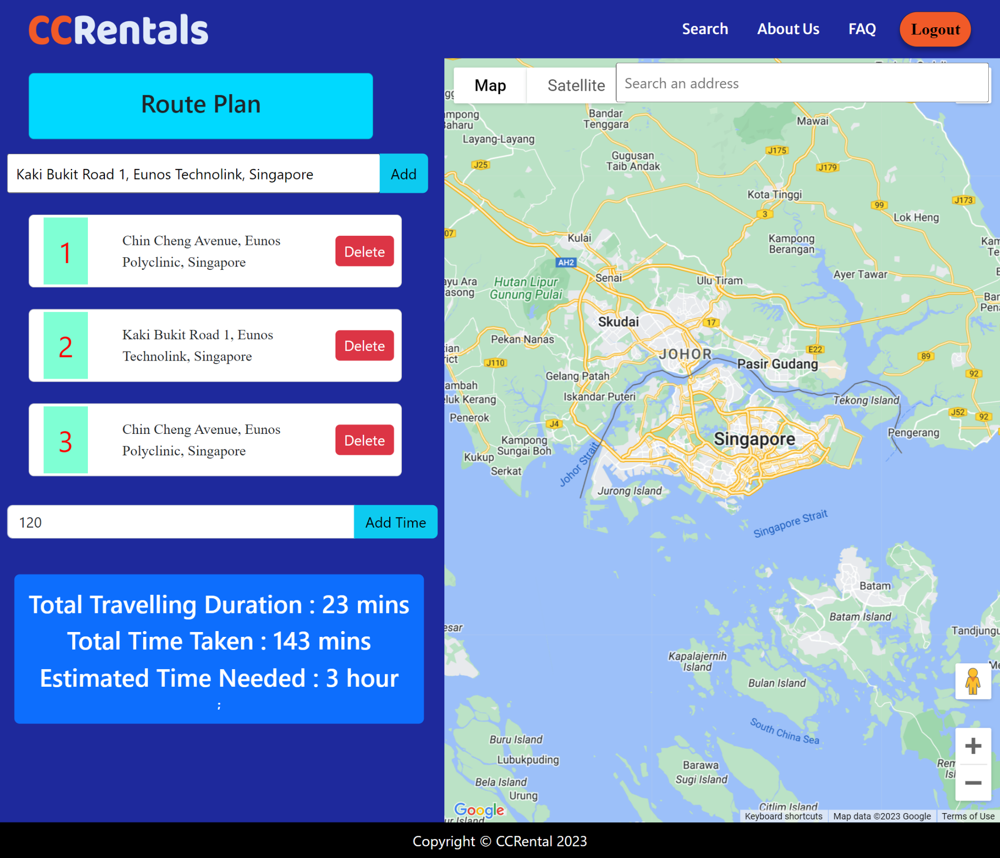 CCRentals
Search
About Us
FAQ
Logout
Route Plan
Kaki Bukit Road 1, Eunos Technolink, Singapore
Add
1
Chin Cheng Avenue, Eunos
Polyclinic, Singapore
Delete
2
Kaki Bukit Road 1, Eunos
Technolink, Singapore
Delete
3
Chin Cheng Avenue, Eunos
Polyclinic, Singapore
Delete
120
Add Time
Total Travelling Duration : 23 mins
Total Time Taken : 143 mins
Estimated Time Needed : 3 hour
;
Map
Satellite
Search an address
Bandar
Tenggara
Mawai
Layang-Layang
J175
Gugusan
Taib Andak
J25
J179
Kota Tinggi
J173
99
3
Lok Heng
07
Kulai
Kampong
Berangan
AH2
Senai
Ulu Tiram
Ayer Tawar
Hutan Lipur
Gunung Pulai
Skudai
17
Pekan Nanas
E22
JOHOR
J110
Pasir Gudang
89
92
Gelang Patah
Iskandar Puteri
Tekong Island
J52
92
Penerok
J4
Pengerang
Singapore
Kampong
Sungai Boh
Kukup
Serkat
Johor Strait
Jurong Island
Singapore Strait
Batam
Batam Island
Kapalajernih
Island
Bulan Island
South China Sea
Buru Island
Lubukpuding
Barawa
Sugi Island
Bela Island
Urung
Citlim Island
Google
Keyboard shortcuts
Map data ©2023 Google
Terms of Use
Copyright © CCRental 2023